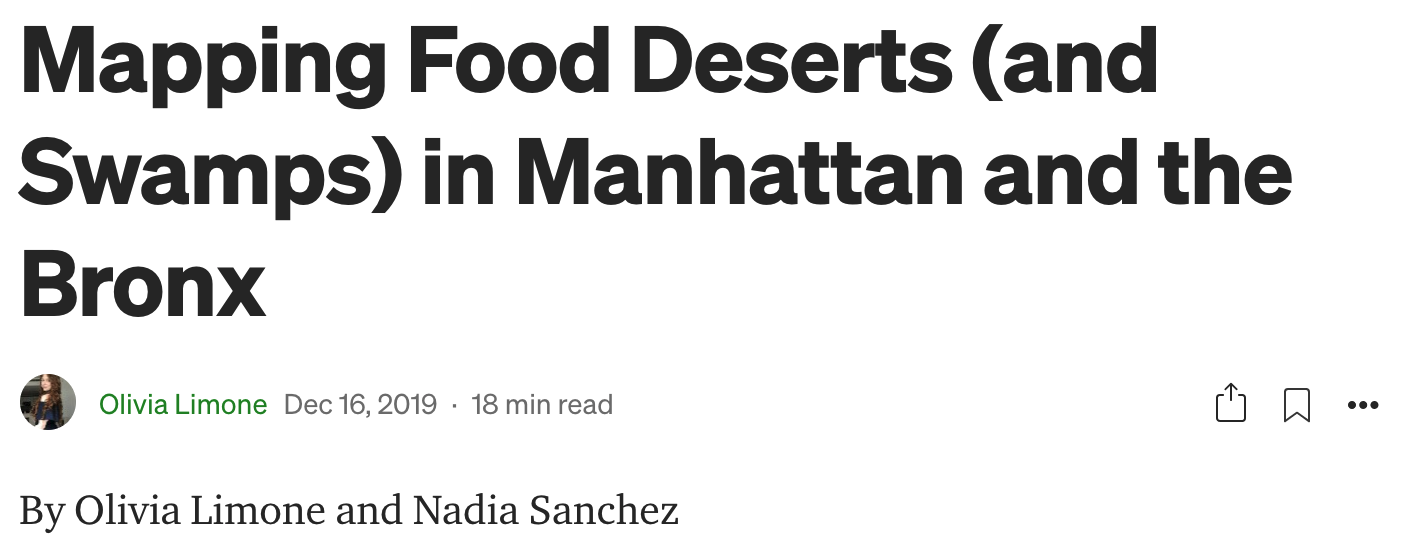 Mapping Food Deserts (and
Swamps) in Manhattan and the
Bronx
Olivia Limone Dec 16, 2019 · 18 min read
By Olivia Limone and Nadia Sanchez